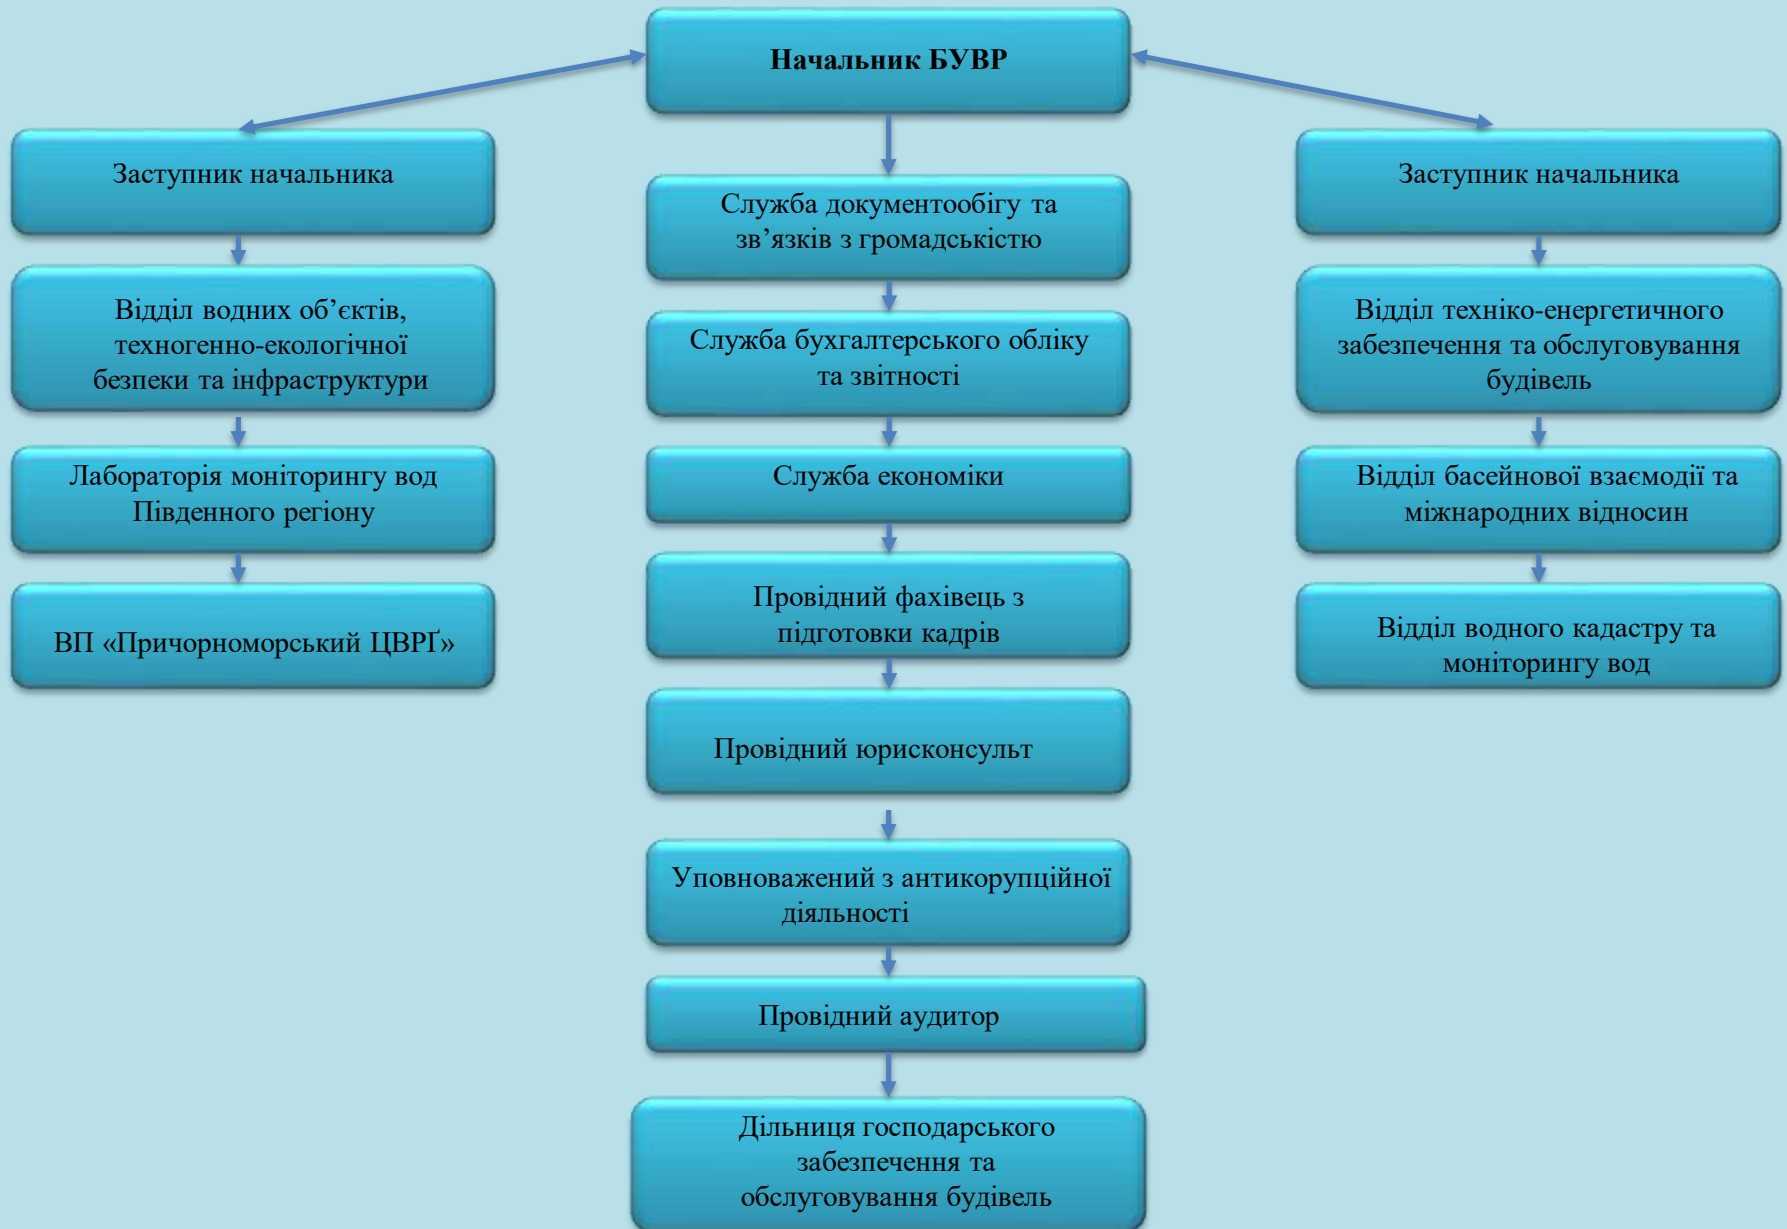 Начальник БУВР
Заступник начальника
Відділ водних об’єктів,
техногенно-екологічної
безпеки та інфраструктури
Лабораторія моніторингу вод
Південного регіону
ВП «Причорноморський ЦВРҐ»
Служба документообігу та
зв’язків з громадськістю
Служба бухгалтерського обліку
та звітності
Служба економіки
Провідний фахівець з
підготовки кадрів
Провідний юрисконсульт
Уповноважений з антикорупційної
діяльності
Провідний аудитор
Дільниця господарського
забезпечення та
обслуговування будівель
Заступник начальника
Відділ техніко-енергетичного
забезпечення та обслуговування
будівель
Відділ басейнової взаємодії та
міжнародних відносин
Відділ водного кадастру та
моніторингу вод